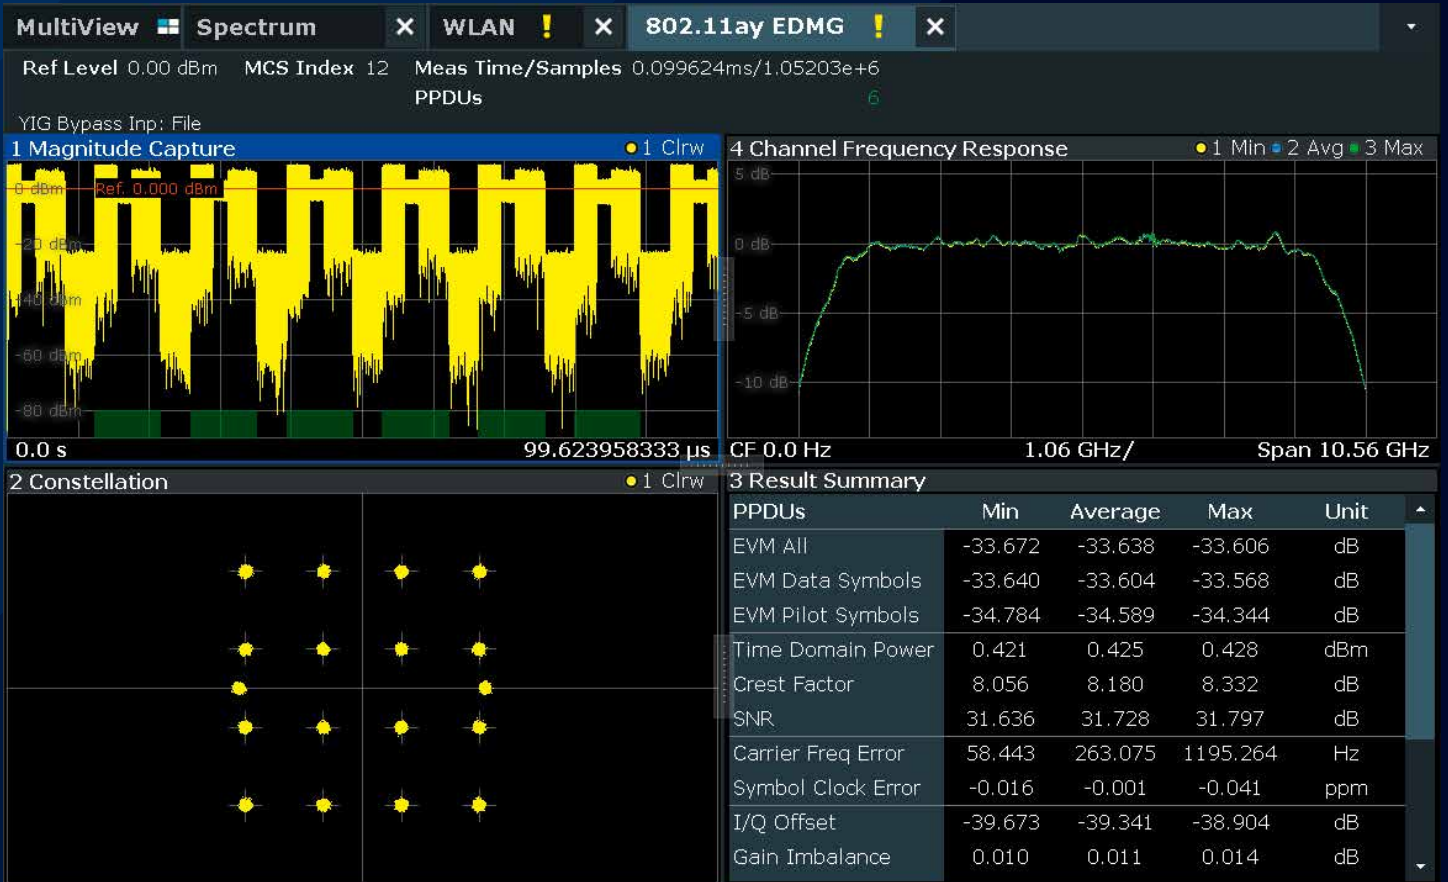 MultiView Spectrum X WLAN ! X 802.11ay EDMG ! X
Ref Level 0.00 dBm MCS Index 12 Meas Time/Samples 0.099624ms/1.05203e+6
PPDUs 6
YIG Bypass Inp: File
1 Magnitude Capture 1 Clrw
0 dBm Ref. 0.000 dBm
-20 dBm
-40 dBm
-60 dBm
-80 dBm
0.0 s 99.623958333 µs
4 Channel Frequency Response 1 Min 2 Avg 3 Max
5 dB
0 dB
-5 dB
-10 dB
CF 0.0 Hz 1.06 GHz/ Span 10.56 GHz
2 Constellation 1 Clrw
3 Result Summary
PPDUs Min Average Max Unit
EVM All -33.672 -33.638 -33.606 dB
EVM Data Symbols -33.640 -33.604 -33.568 dB
EVM Pilot Symbols -34.784 -34.589 -34.344 dB
Time Domain Power 0.421 0.425 0.428 dBm
Crest Factor 8.056 8.180 8.332 dB
SNR 31.636 31.728 31.797 dB
Carrier Freq Error 58.443 263.075 1195.264 Hz
Symbol Clock Error -0.016 -0.001 -0.041 ppm
I/Q Offset -39.673 -39.341 -38.904 dB
Gain Imbalance 0.010 0.011 0.014 dB